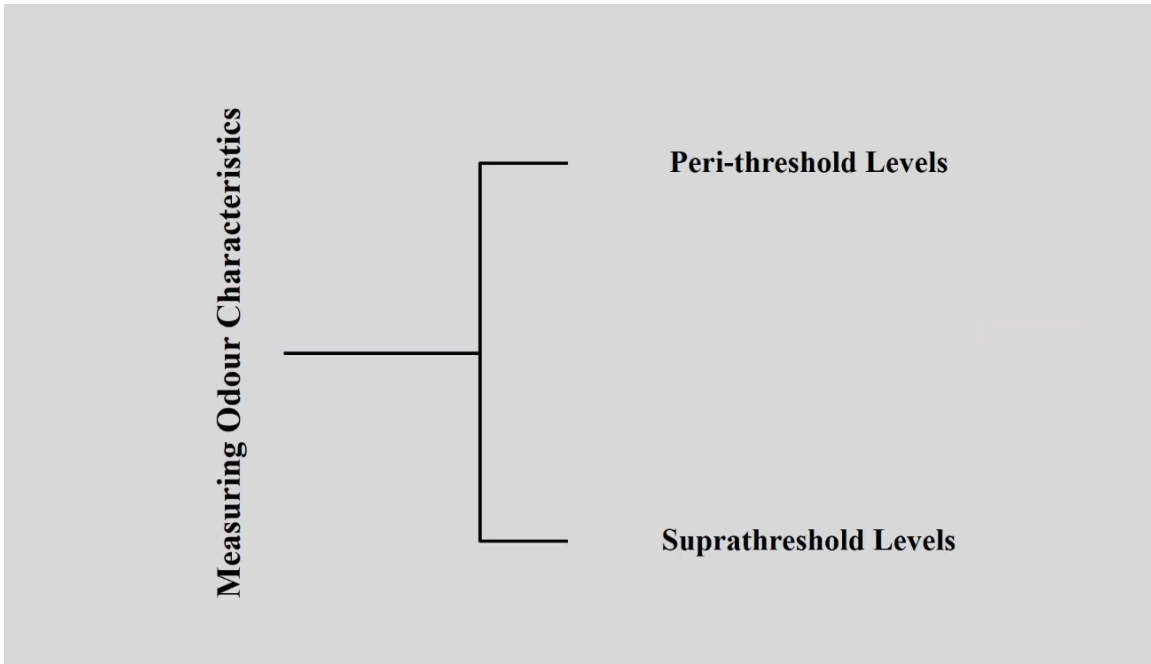 Measuring Odour Characteristics
Peri-threshold Levels
Suprathreshold Levels